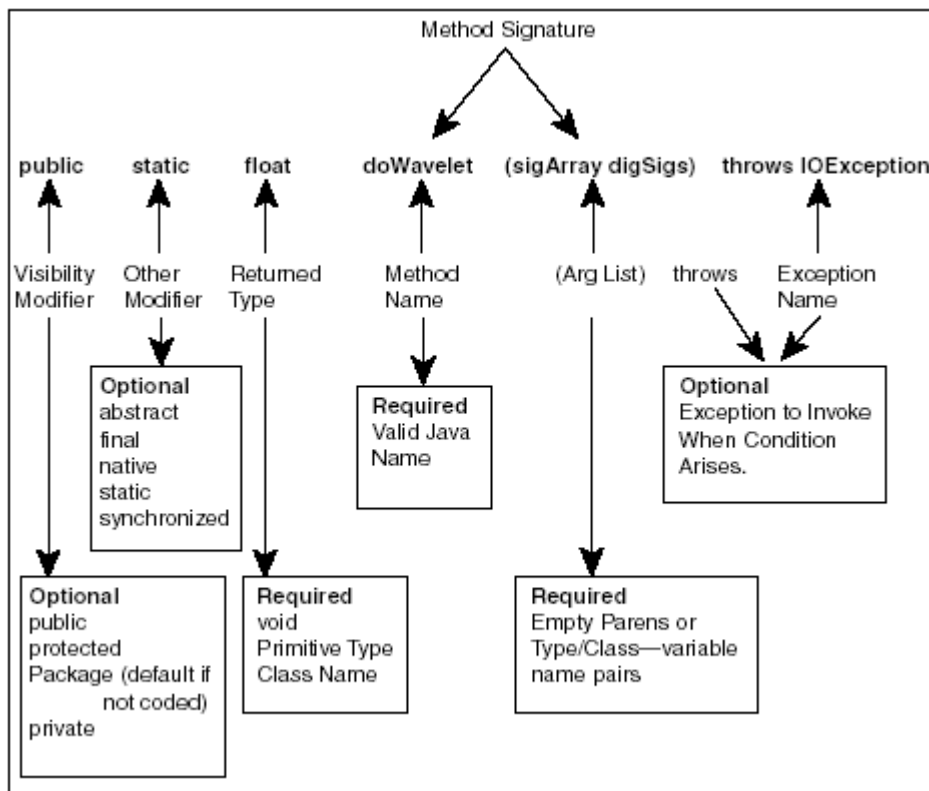 Method Signature
public static float doWavelet (sigArray digSigs) throws IOException
Visibility
Modifier
Other
Modifier
Returned
Type
Method
Name
(Arg List)
throws
Exception
Name
Optional
abstract
final
native
static
synchronized
Required
Valid Java
Name
Optional
Exception to Invoke
When Condition
Arises.
Optional
public
protected
Package (default if
not coded)
private
Required
void
Primitive Type
Class Name
Required
Empty Parens or
Type/Class—variable
name pairs